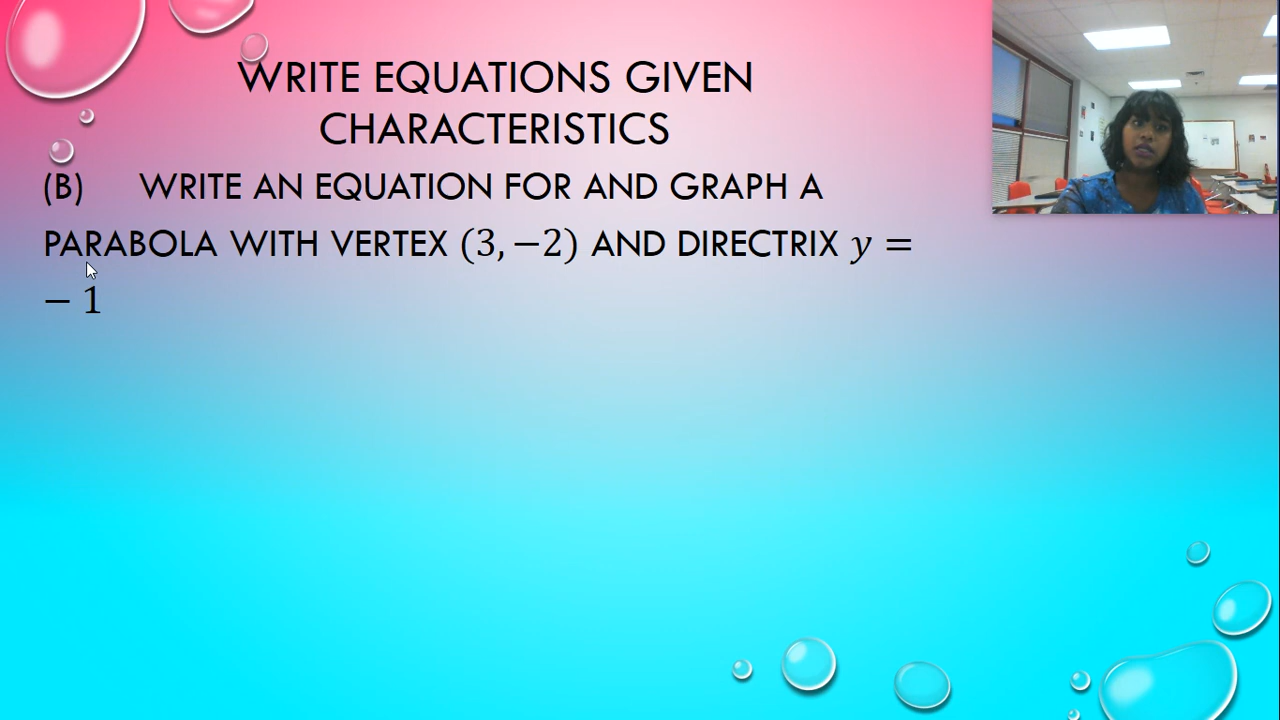 WRITE EQUATIONS GIVEN
CHARACTERISTICS
(B) WRITE AN EQUATION FOR AND GRAPH A
PARABOLA WITH VERTEX (3, −2) AND DIRECTRIX y =
− 1